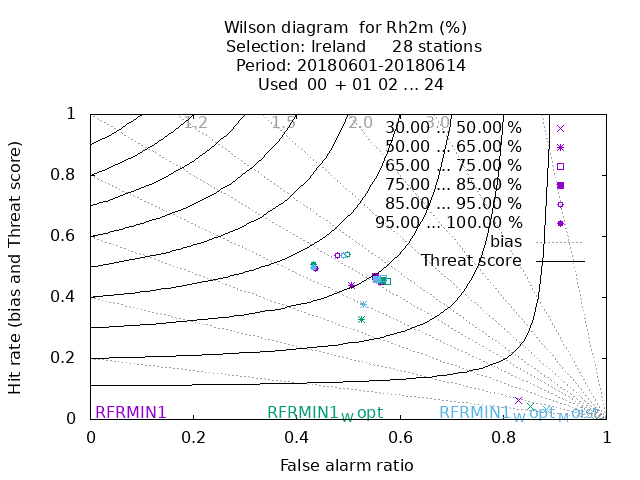 Wilson diagram for Rh2m (%)
Selection: Ireland 28 stations
Period: 20180601-20180614
Used 00 + 01 02 ... 24
Hit rate (bias and Threat score)
1
0.8
0.6
0.4
0.2
0
1.2
1.5
2.0
3.0
30.00 ... 50.00 %
50.00 ... 65.00 %
65.00 ... 75.00 %
75.00 ... 85.00 %
85.00 ... 95.00 %
95.00 ... 100.00 %
bias
Threat score
RFRMIN1 RFRMIN1W opt RFRMIN1W opt M
0 0.2 0.4 0.6 0.8 1
False alarm ratio